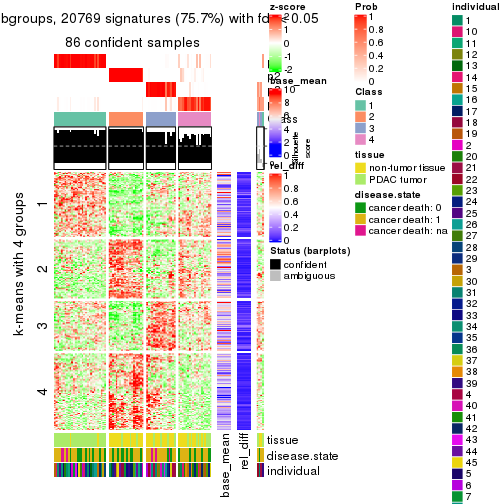 bgroups, 20769 signatures (75.7%) with fd 0.05
86 confident samples
k-means with 4 groups
1
2
3
4
Silhouette
score
base_mean
rel_diff
tissue
disease.state
individual
z-score
2
1
0
-1
-2
base_mean
10
8
6
4
2
0
rel_diff
1
0.8
0.6
0.4
0.2
0
Status (barplots)
confident
ambiguous
Prob
1
0.8
0.6
0.4
0.2
0
Class
1
2
3
4
tissue
non-tumor tissue
PDAC tumor
disease.state
cancer death: 0
cancer death: 1
cancer death: na
individual
1
10
11
12
13
14
15
16
17
18
19
2
20
21
22
23
24
25
26
27
28
29
3
30
31
32
33
34
35
36
37
38
39
4
40
41
42
43
44
45
5
6
7